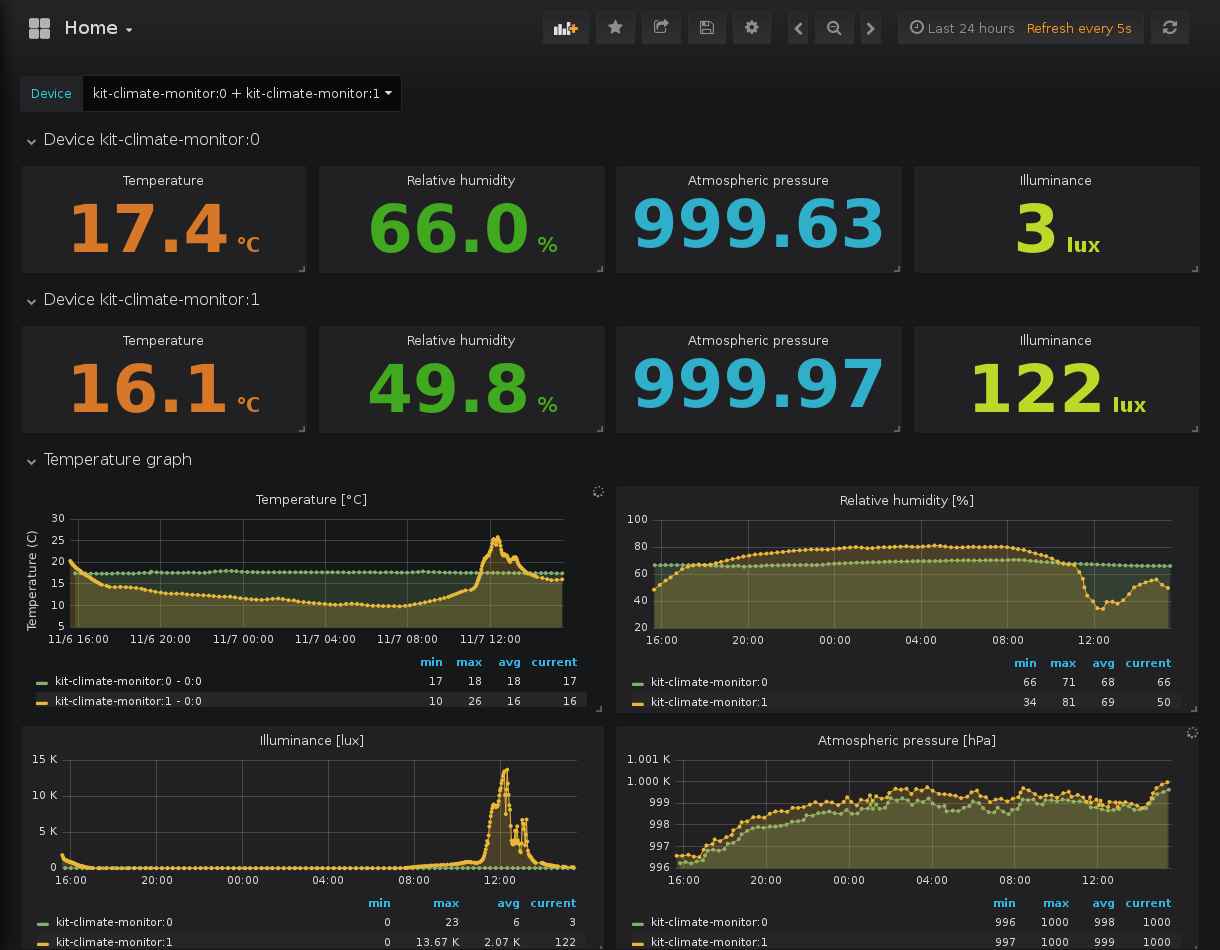 Home
Last 24 hours Refresh every 5s
Device kit-climate-monitor:0 + kit-climate-monitor:1
Device kit-climate-monitor:0
Temperature Relative humidity Atmospheric pressure Illuminance
17.4 °C 66.0 % 999.63 3 lux
Device kit-climate-monitor:1
Temperature Relative humidity Atmospheric pressure Illuminance
16.1 °C 49.8 % 999.97 122 lux
Temperature graph
Temperature [°C]
Temperature (C)
30
25
20
15
10
5
11/6 16:00 11/6 20:00 11/7 00:00 11/7 04:00 11/7 08:00 11/7 12:00
min max avg current
kit-climate-monitor:0 - 0:0 17 18 18 17
kit-climate-monitor:1 - 0:0 10 26 16 16
Relative humidity [%]
100
80
60
40
20
16:00 20:00 00:00 04:00 08:00 12:00
min max avg current
kit-climate-monitor:0 66 71 68 66
kit-climate-monitor:1 34 81 69 50
Illuminance [lux]
15 K
10 K
5 K
0
16:00 20:00 00:00 04:00 08:00 12:00
min max avg current
kit-climate-monitor:0 0 23 6 3
kit-climate-monitor:1 0 13.67 K 2.07 K 122
Atmospheric pressure [hPa]
1.001 K
1.000 K
999
998
997
996
16:00 20:00 00:00 04:00 08:00 12:00
min max avg current
kit-climate-monitor:0 996 1000 998 1000
kit-climate-monitor:1 997 1000 999 1000